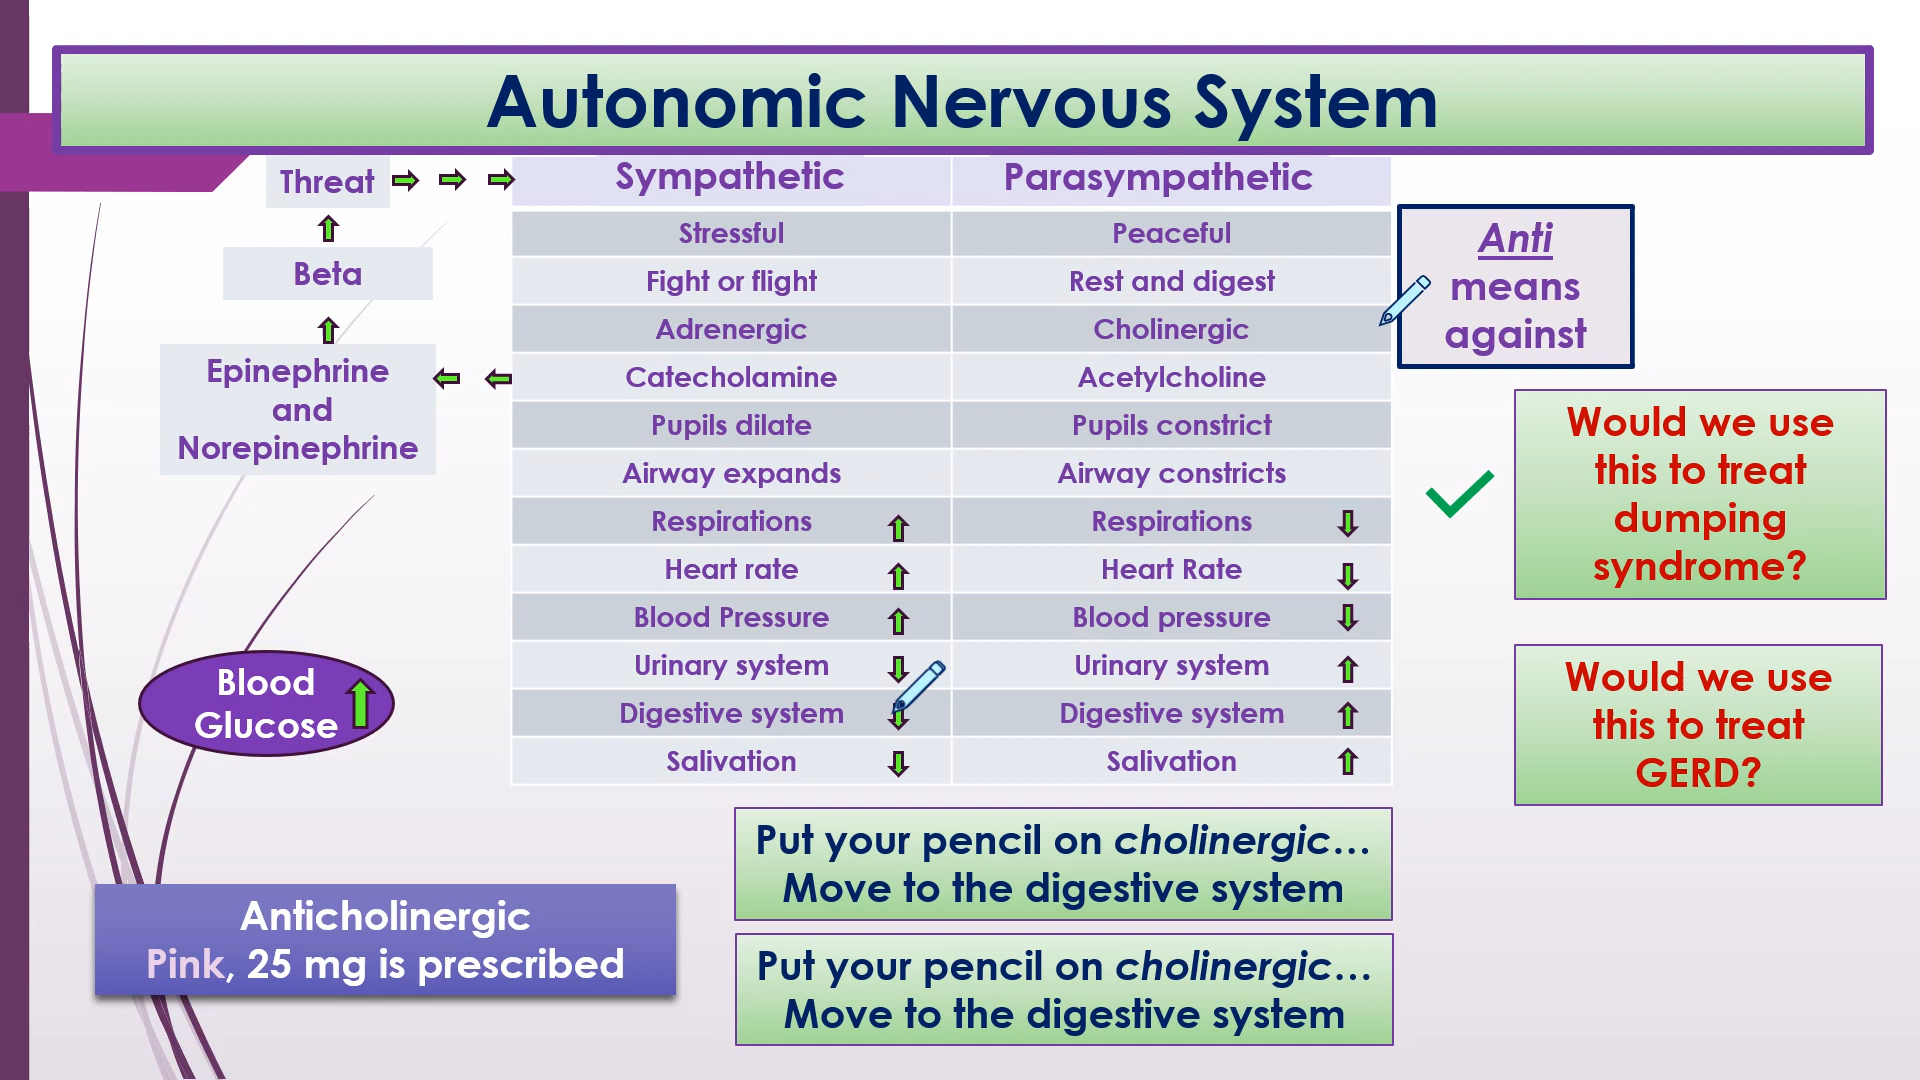 Autonomic Nervous System
Threat
Beta
Epinephrine
and
Norepinephrine
Blood
Glucose
Sympathetic Parasympathetic
Stressful Peaceful
Fight or flight Rest and digest
Adrenergic Cholinergic
Catecholamine Acetylcholine
Pupils dilate Pupils constrict
Airway expands Airway constricts
Respirations Respirations
Heart rate Heart Rate
Blood Pressure Blood pressure
Urinary system Urinary system
Digestive system Digestive system
Salivation Salivation
Anti
means
against
Would we use
this to treat
dumping
syndrome?
Would we use
this to treat
GERD?
Put your pencil on cholinergic…
Move to the digestive system
Put your pencil on cholinergic…
Move to the digestive system
Anticholinergic
Pink, 25 mg is prescribed